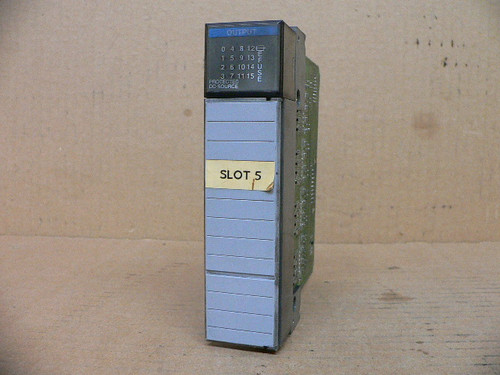 OUTPUT
0 4 8 12
1 5 9 13
2 6 10 14
3 7 11 15
FUSE
PROTECTED
DC-SOURCE
SLOT 5